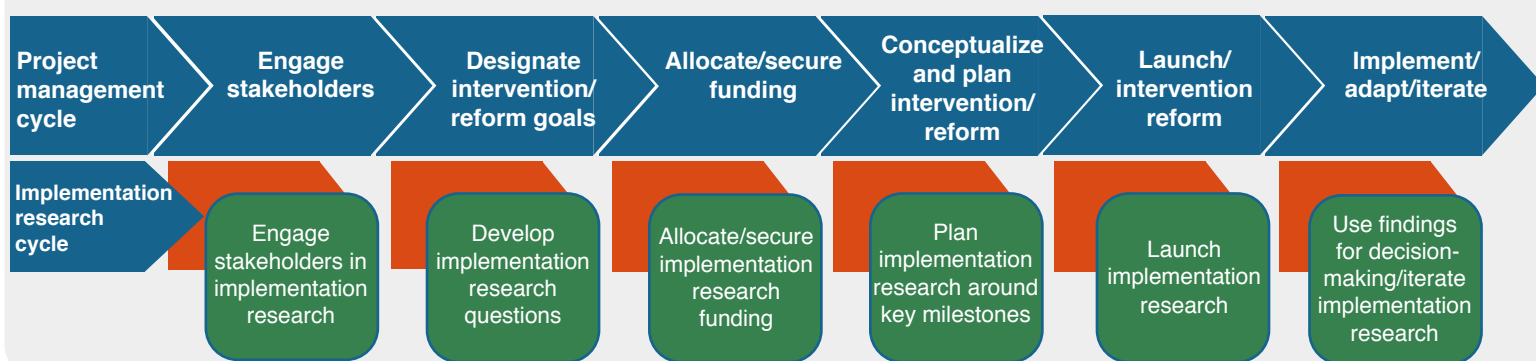 Project
management
cycle
Engage
stakeholders
Designate
intervention/
reform goals
Allocate/secure
funding
Conceptualize
and plan
intervention/
reform
Launch/
intervention
reform
Implement/
adapt/iterate
Implementation
research
cycle
Engage
stakeholders in
implementation
research
Develop
implementation
research
questions
Allocate/secure
implementation
research
funding
Plan
implementation
research around
key milestones
Launch
implementation
research
Use findings
for decision-
making/iterate
implementation
research